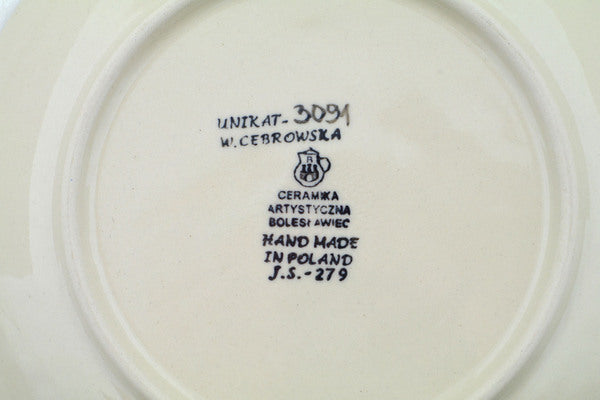 UNIKAT-3091
W. CEBROWSKA
B
CERAMIKA
ARTYSTYCZNA
BOLESŁAWIEC
HAND MADE
IN POLAND
J.S.-279